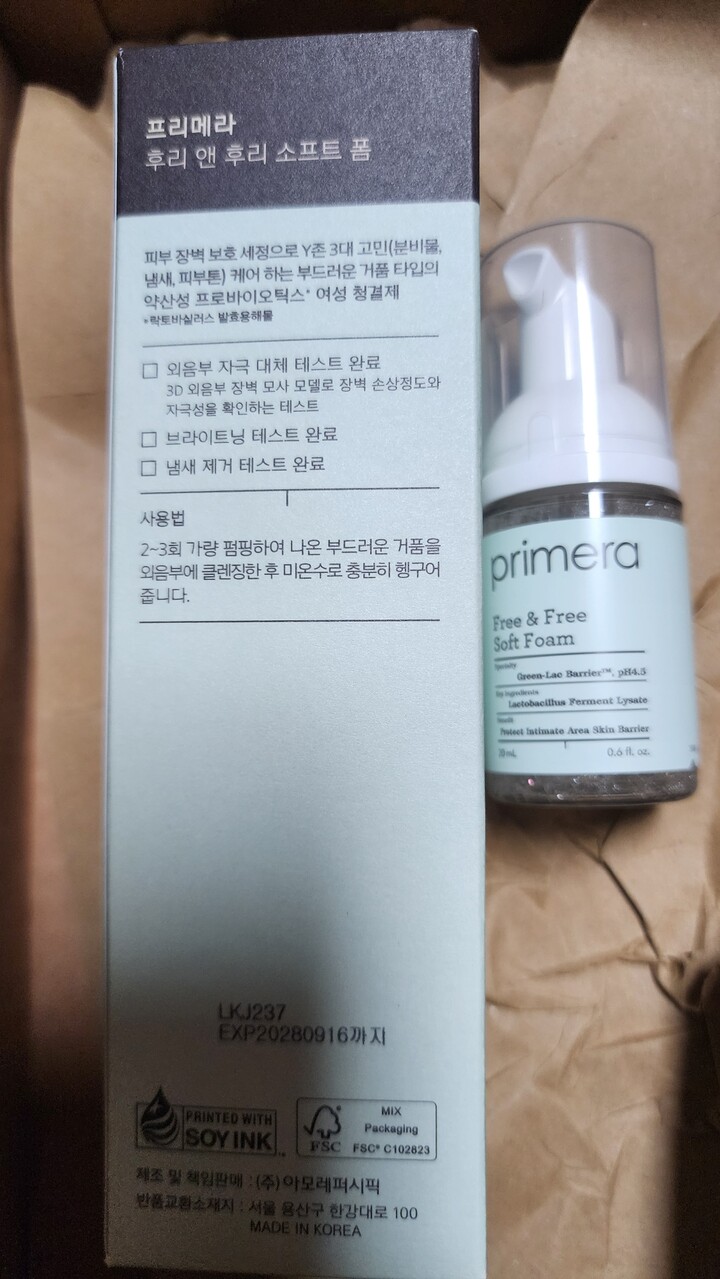 프리메라
후리 앤 후리 소프트 폼
피부 장벽 보호 세정으로 Y존 3대 고민(분비물,
냄새, 피부톤) 케어 하는 부드러운 거품 타입의
약산성 프로바이오틱스* 여성 청결제
*락토바실러스 발효용해물
외음부 자극 대체 테스트 완료
3D 외음부 장벽 모사 모델로 장벽 손상정도와
자극성을 확인하는 테스트
브라이트닝 테스트 완료
냄새 제거 테스트 완료
사용법
2~3회 가량 펌핑하여 나온 부드러운 거품을
외음부에 클렌징한 후 미온수로 충분히 헹구어
줍니다.
LKJ237
EXP20280916까지
PRINTED WITH
SOY INK
TM
FSC
MIX
Packaging
FSC® C102823
제조 및 책임판매 : (주)아모레퍼시픽
반품교환소재지 : 서울 용산구 한강대로 100
MADE IN KOREA
primera
Free & Free
Soft Foam
Specialty
Green-Lac Barrier™, pH4.5
Key Ingredients
Lactobacillus Ferment Lysate
Benefit
Protect Intimate Area Skin Barrier
0.6 fl. oz.